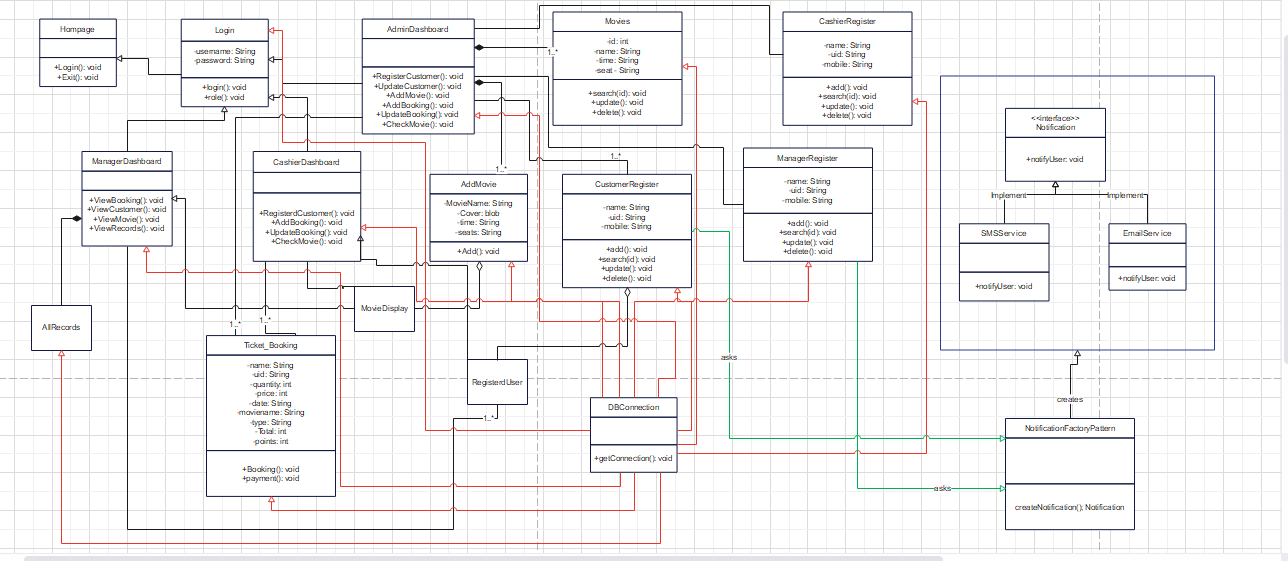 Hompage
+Login(): void
+Exit(): void
Login
-username: String
-password: String
+login(): void
+role(): void
AdminDashboard
+RegisterCustomer(): void
+UpdateCustomer(): void
+AddMovie(): void
+AddBooking(): void
+UpdateBooking(): void
+CheckMovie(): void
1..*
Movies
-id: int
-name: String
-time: String
-seat - String
+search(id): void
+update(): void
+delete(): void
CashierRegister
-name: String
-uid: String
-mobile: String
+add(): void
+search(id): void
+update(): void
+delete(): void
<<interface>>
Notification
+notifyUser: void
Implement
Implement
SMSService
+notifyUser: void
EmailService
+notifyUser: void
ManagerDashboard
+ViewBooking(): void
+ViewCustomer(): void
+ViewMovie(): void
+ViewRecords(): void
CashierDashboard
+RegisterdCustomer(): void
+AddBooking(): void
+UpdateBooking(): void
+CheckMovie(): void
1..*
AddMovie
-MovieName: String
-Cover: blob
-time: String
-seats: String
+Add(): void
1..*
CustomerRegister
-name: String
-uid: String
-mobile: String
+add(): void
+search(id): void
+update(): void
+delete(): void
ManagerRegister
-name: String
-uid: String
-mobile: String
+add(): void
+search(id): void
+update(): void
+delete(): void
MovieDisplay
AllRecords
1..*
1..*
Ticket_Booking
-name: String
-uid: String
-quantity: int
-price: int
-date: String
-moviename: String
-type: String
-Total: int
-points: int
+Booking(): void
+payment(): void
RegisterdUser
1..*
DBConnection
+getConnection(): void
asks
asks
creates
NotificationFactoryPattern
createNotification(); Notification